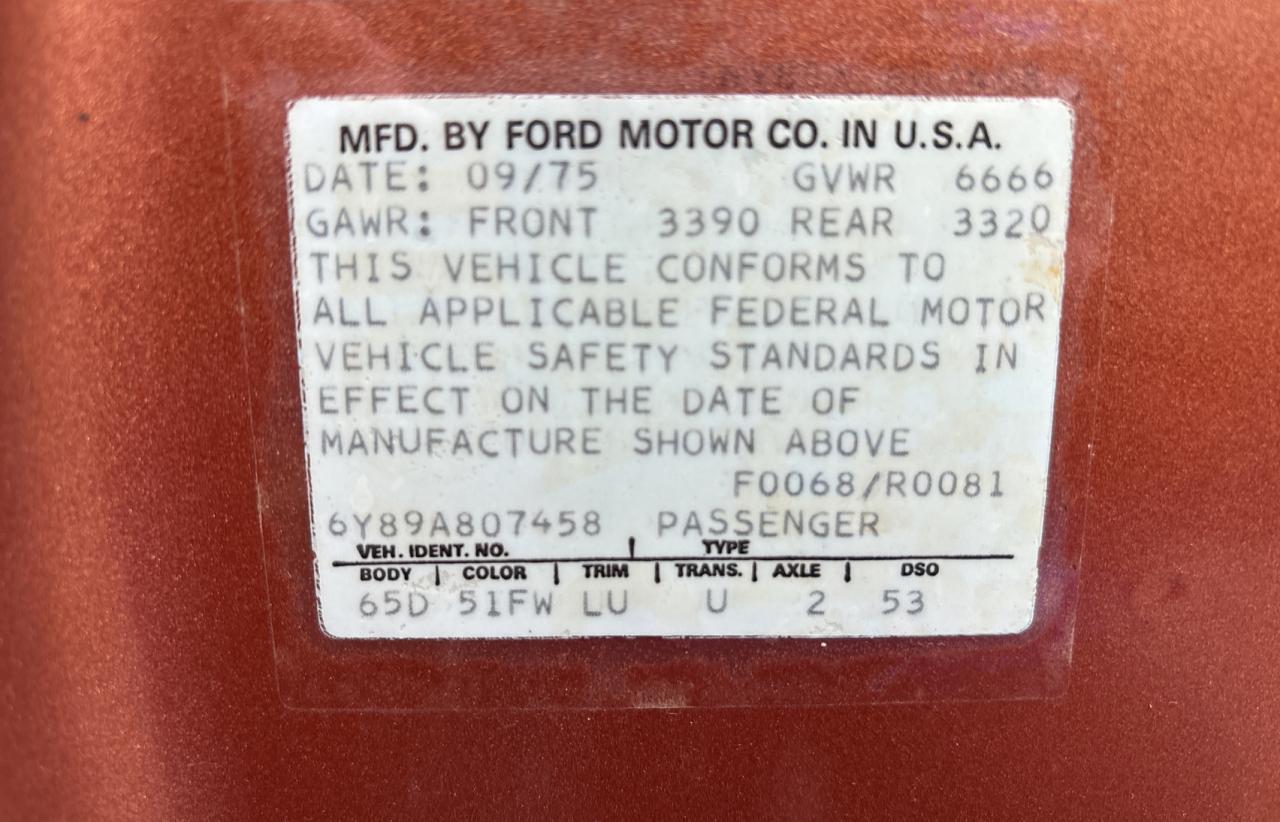 MFD. BY FORD MOTOR CO. IN U.S.A.
DATE: 09/75 GVWR 6666
GAWR: FRONT 3390 REAR 3320
THIS VEHICLE CONFORMS TO
ALL APPLICABLE FEDERAL MOTOR
VEHICLE SAFETY STANDARDS IN
EFFECT ON THE DATE OF
MANUFACTURE SHOWN ABOVE
F0068/R0081
6Y89A807458 PASSENGER
VEH. IDENT. NO. | TYPE
BODY | COLOR | TRIM | TRANS. | AXLE | DSO
65D 51FW LU U 2 53